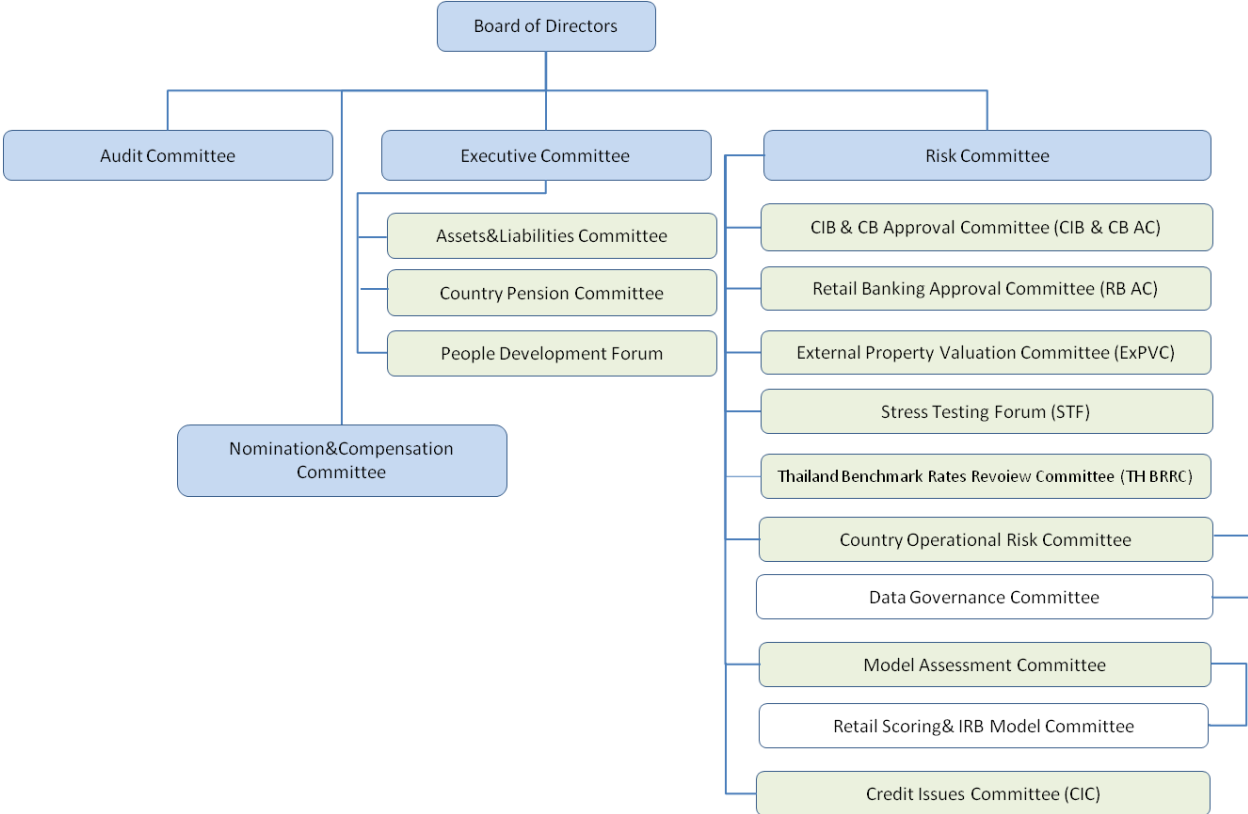 Board of Directors
Audit Committee
Executive Committee
Risk Committee
Assets&Liabilities Committee
Country Pension Committee
People Development Forum
Nomination&Compensation
Committee
CIB & CB Approval Committee (CIB & CB AC)
Retail Banking Approval Committee (RB AC)
External Property Valuation Committee (ExPVC)
Stress Testing Forum (STF)
Thailand Benchmark Rates Revoiew Committee (TH BRRC)
Country Operational Risk Committee
Data Governance Committee
Model Assessment Committee
Retail Scoring& IRB Model Committee
Credit Issues Committee (CIC)